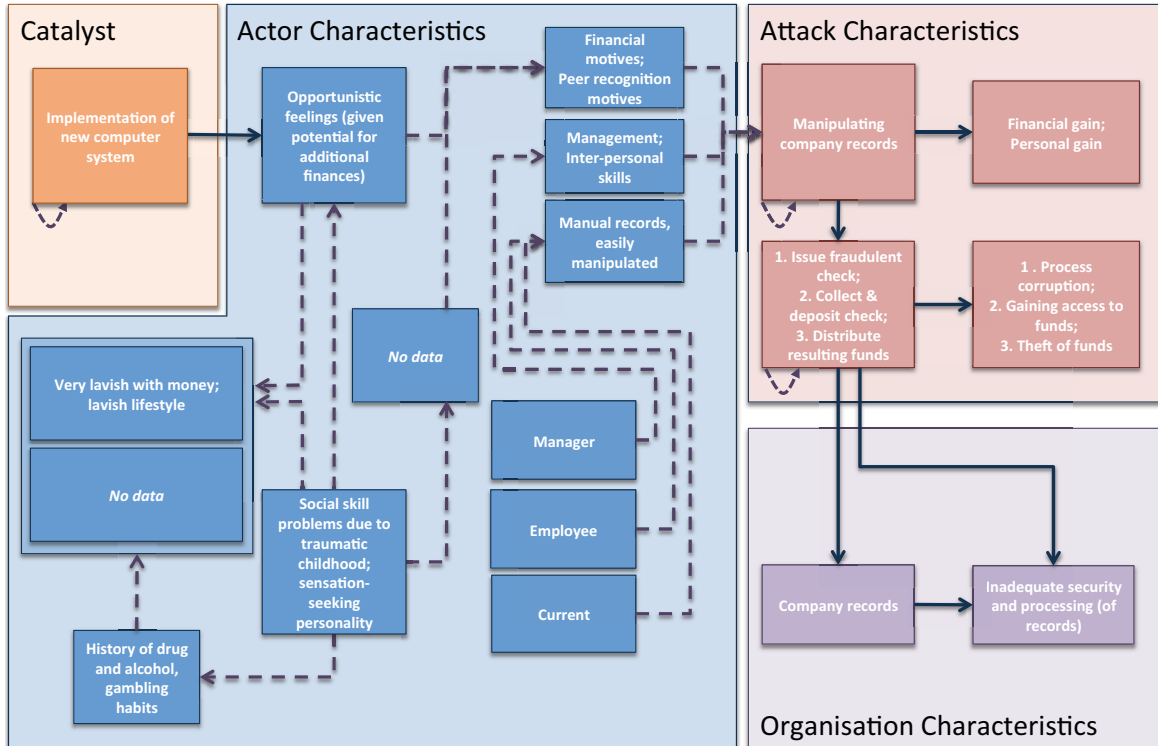 Catalyst
Implementation of
new computer
system
Actor Characteristics
Opportunistic
feelings (given
potential for
additional
finances)
Financial
motives;
Peer recognition
motives
Management;
Inter-personal
skills
Manual records,
easily
manipulated
No data
Very lavish with money;
lavish lifestyle
No data
Social skill
problems due to
traumatic
childhood;
sensation-
seeking
personality
History of drug
and alcohol,
gambling
habits
Manager
Employee
Current
Attack Characteristics
Manipulating
company records
Financial gain;
Personal gain
1. Issue fraudulent
check;
2. Collect &
deposit check;
3. Distribute
resulting funds
1 . Process
corruption;
2. Gaining access to
funds;
3. Theft of funds
Company records
Inadequate security
and processing (of
records)
Organisation Characteristics